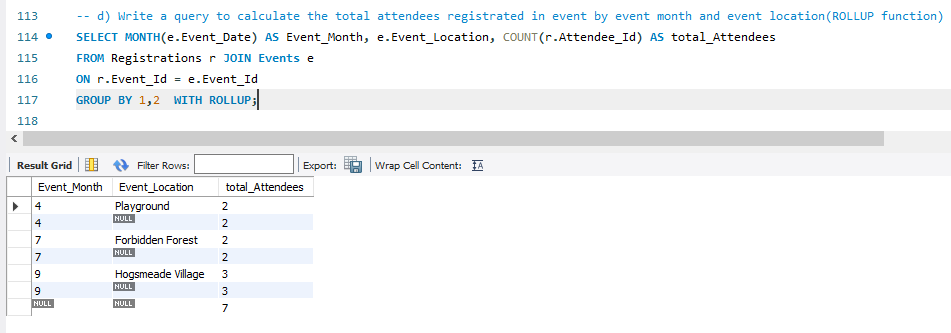 113 -- d) Write a query to calculate the total attendees registrated in event by event month and event location(ROLLUP function)
114 SELECT MONTH(e.Event_Date) AS Event_Month, e.Event_Location, COUNT(r.Attendee_Id) AS total_Attendees
115 FROM Registrations r JOIN Events e
116 ON r.Event_Id = e.Event_Id
117 GROUP BY 1,2  WITH ROLLUP;
118
Result Grid Filter Rows: Export: Wrap Cell Content: IA
Event_Month Event_Location total_Attendees
4 Playground 2
4 NULL 2
7 Forbidden Forest 2
7 NULL 2
9 Hogsmeade Village 3
9 NULL 3
NULL NULL 7